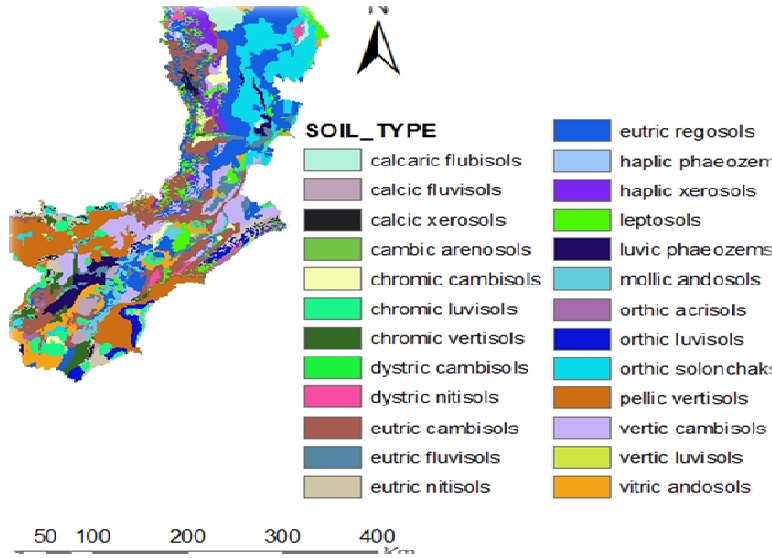 N
SOIL_TYPE
calcaric flubisols
calcic fluvisols
calcic xerosols
cambic arenosols
chromic cambisols
chromic luvisols
chromic vertisols
dystric cambisols
dystric nitisols
eutric cambisols
eutric fluvisols
eutric nitisols
eutric regosols
haplic phaeozem
haplic xerosols
leptosols
luvic phaeozems
mollic andosols
orthic acrisols
orthic luvisols
orthic solonchaks
pellic vertisols
vertic cambisols
vertic luvisols
vitric andosols
50 100 200 300 400
Km